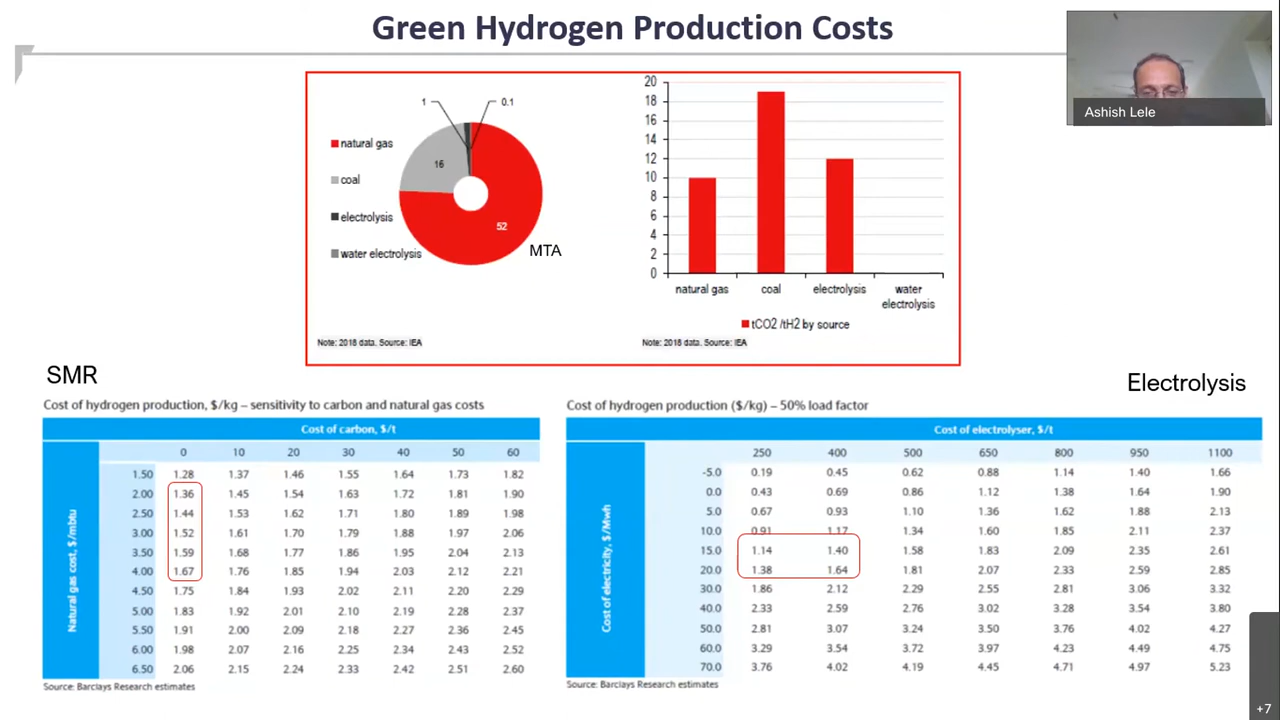 Green Hydrogen Production Costs
Ashish Lele
1
0.1
natural gas
coal
electrolysis
water electrolysis
16
52
MTA
Note: 2018 data. Source: IEA
20
18
16
14
12
10
8
6
4
2
0
natural gas coal electrolysis water electrolysis
tCO2 /tH2 by source
Note: 2018 data. Source: IEA
SMR
Cost of hydrogen production, $/kg – sensitivity to carbon and natural gas costs
Cost of carbon, $/t
0 10 20 30 40 50 60
Natural gas cost, $/mbtu
1.50 1.28 1.37 1.46 1.55 1.64 1.73 1.82
2.00 1.36 1.45 1.54 1.63 1.72 1.81 1.90
2.50 1.44 1.53 1.62 1.71 1.80 1.89 1.98
3.00 1.52 1.61 1.70 1.79 1.88 1.97 2.06
3.50 1.59 1.68 1.77 1.86 1.95 2.04 2.13
4.00 1.67 1.76 1.85 1.94 2.03 2.12 2.21
4.50 1.75 1.84 1.93 2.02 2.11 2.20 2.29
5.00 1.83 1.92 2.01 2.10 2.19 2.28 2.37
5.50 1.91 2.00 2.09 2.18 2.27 2.36 2.45
6.00 1.98 2.07 2.16 2.25 2.34 2.43 2.52
6.50 2.06 2.15 2.24 2.33 2.42 2.51 2.60
Source: Barclays Research estimates
Electrolysis
Cost of hydrogen production ($/kg) – 50% load factor
Cost of electrolyser, $/t
250 400 500 650 800 950 1100
Cost of electricity, $/Mwh
-5.0 0.19 0.45 0.62 0.88 1.14 1.40 1.66
0.0 0.43 0.69 0.86 1.12 1.38 1.64 1.90
5.0 0.67 0.93 1.10 1.36 1.62 1.88 2.13
10.0 0.91 1.17 1.34 1.60 1.85 2.11 2.37
15.0 1.14 1.40 1.58 1.83 2.09 2.35 2.61
20.0 1.38 1.64 1.81 2.07 2.33 2.59 2.85
30.0 1.86 2.12 2.29 2.55 2.81 3.06 3.32
40.0 2.33 2.59 2.76 3.02 3.28 3.54 3.80
50.0 2.81 3.07 3.24 3.50 3.76 4.02 4.27
60.0 3.29 3.54 3.72 3.97 4.23 4.49 4.75
70.0 3.76 4.02 4.19 4.45 4.71 4.97 5.23
Source: Barclays Research estimates
+7